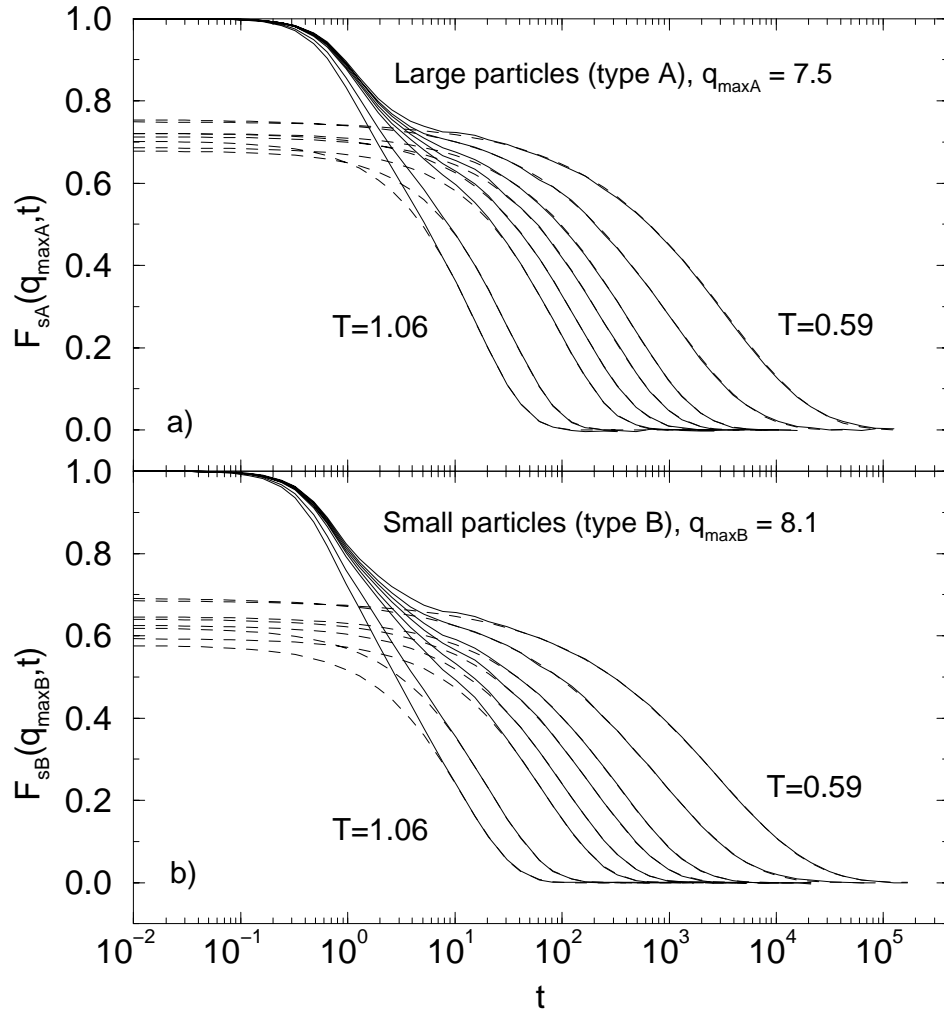 1.0
Large particles (type A), q_maxA = 7.5
0.8
0.6
F_sA(q_maxA,t)
0.4
T=1.06
T=0.59
0.2
a)
0.0
1.0
Small particles (type B), q_maxB = 8.1
0.8
0.6
F_sB(q_maxB,t)
0.4
T=0.59
0.2
T=1.06
b)
0.0
10^−2 10^−1 10^0 10^1 10^2 10^3 10^4 10^5
t